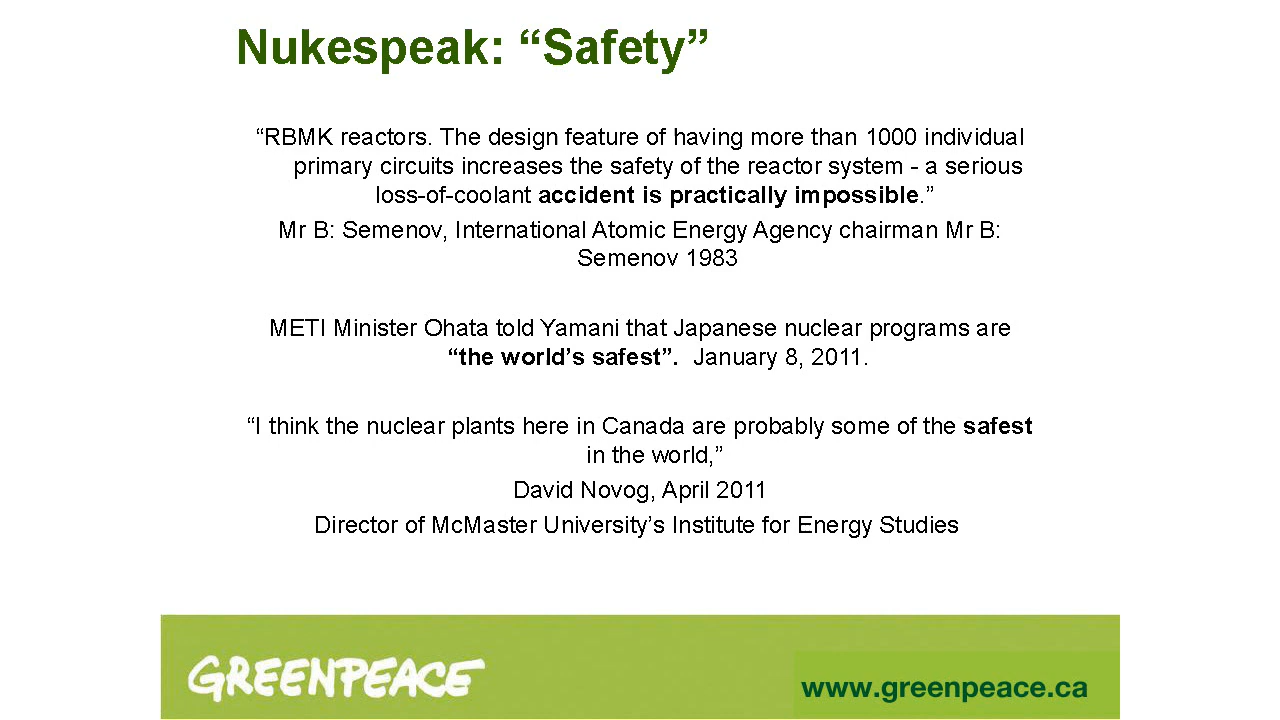 Nukespeak: “Safety”
“RBMK reactors. The design feature of having more than 1000 individual
primary circuits increases the safety of the reactor system - a serious
loss-of-coolant accident is practically impossible.”
Mr B: Semenov, International Atomic Energy Agency chairman Mr B:
Semenov 1983
METI Minister Ohata told Yamani that Japanese nuclear programs are
“the world’s safest”.  January 8, 2011.
“I think the nuclear plants here in Canada are probably some of the safest
in the world,”
David Novog, April 2011
Director of McMaster University’s Institute for Energy Studies
GREENPEACE
www.greenpeace.ca